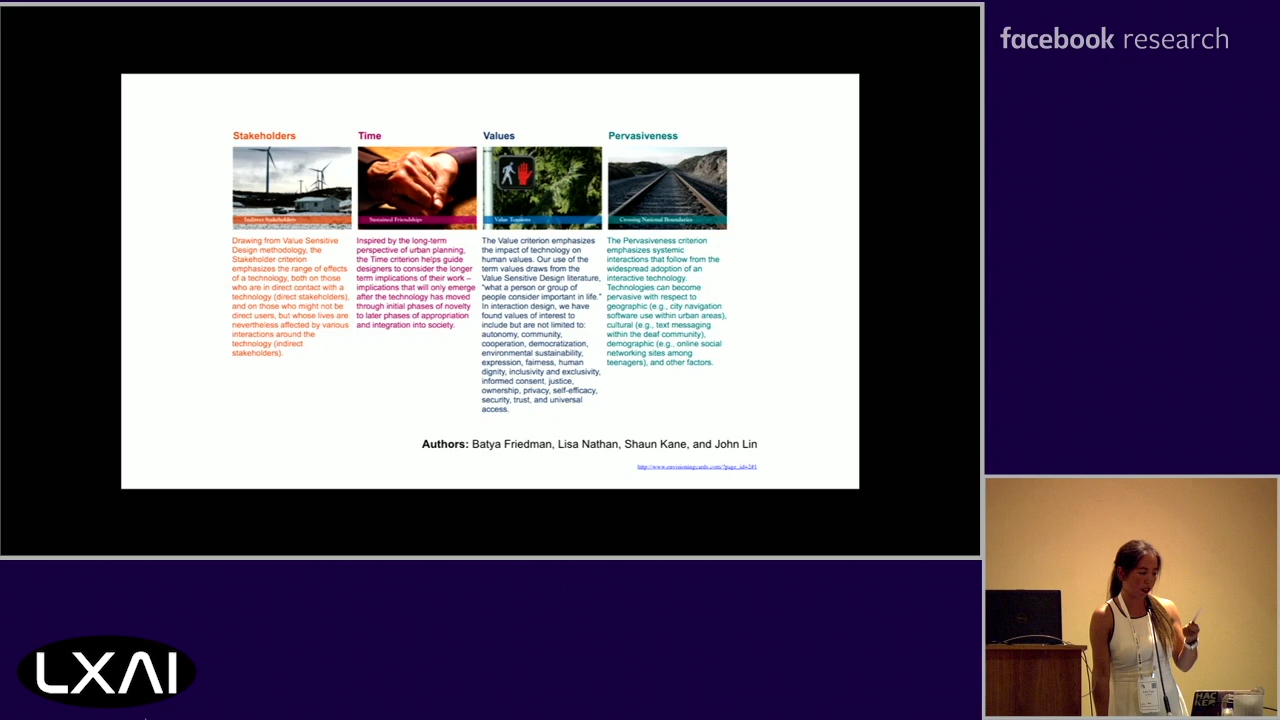 facebook research
Stakeholders
Indirect Stakeholders
Drawing from Value Sensitive
Design methodology, the
Stakeholder criterion
emphasizes the range of effects
of a technology, both on those
who are in direct contact with a
technology (direct stakeholders),
and on those who might not be
direct users, but whose lives are
nevertheless affected by various
interactions around the
technology (indirect
stakeholders).
Time
Sustained Friendships
Inspired by the long-term
perspective of urban planning,
the Time criterion helps guide
designers to consider the longer
term implications of their work –
implications that will only emerge
after the technology has moved
through initial phases of novelty
to later phases of appropriation
and integration into society.
Values
Value Tensions
The Value criterion emphasizes
the impact of technology on
human values. Our use of the
term values draws from the
Value Sensitive Design literature,
"what a person or group of
people consider important in life."
In interaction design, we have
found values of interest to
include but are not limited to:
autonomy, community,
cooperation, democratization,
environmental sustainability,
expression, fairness, human
dignity, inclusivity and exclusivity,
informed consent, justice,
ownership, privacy, self-efficacy,
security, trust, and universal
access.
Pervasiveness
Crossing National Boundaries
The Pervasiveness criterion
emphasizes systemic
interactions that follow from the
widespread adoption of an
interactive technology.
Technologies can become
pervasive with respect to
geographic (e.g., city navigation
software use within urban areas),
cultural (e.g., text messaging
within the deaf community),
demographic (e.g., online social
networking sites among
teenagers), and other factors.
Authors: Batya Friedman, Lisa Nathan, Shaun Kane, and John Lin
LXAI
HAC
KER